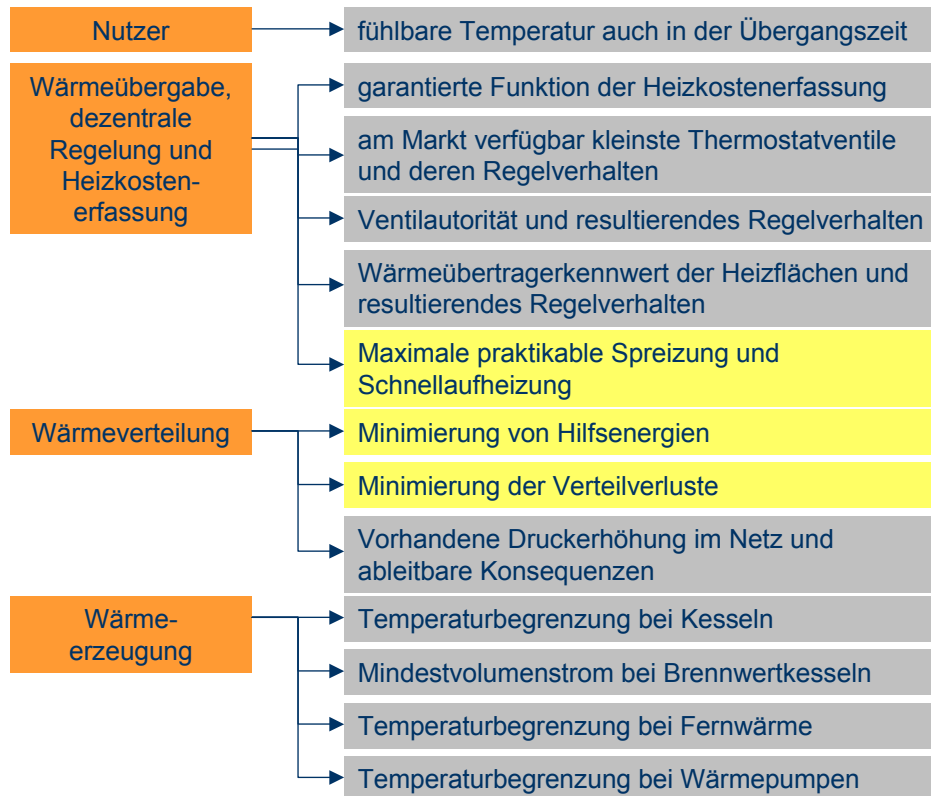 Nutzer
fühlbare Temperatur auch in der Übergangszeit
Wärmeübergabe,
dezentrale
Regelung und
Heizkosten-
erfassung
garantierte Funktion der Heizkostenerfassung
am Markt verfügbar kleinste Thermostatventile
und deren Regelverhalten
Ventilautorität und resultierendes Regelverhalten
Wärmeübertragerkennwert der Heizflächen und
resultierendes Regelverhalten
Maximale praktikable Spreizung und
Schnellaufheizung
Wärmeverteilung
Minimierung von Hilfsenergien
Minimierung der Verteilverluste
Vorhandene Druckerhöhung im Netz und
ableitbare Konsequenzen
Wärme-
erzeugung
Temperaturbegrenzung bei Kesseln
Mindestvolumenstrom bei Brennwertkesseln
Temperaturbegrenzung bei Fernwärme
Temperaturbegrenzung bei Wärmepumpen